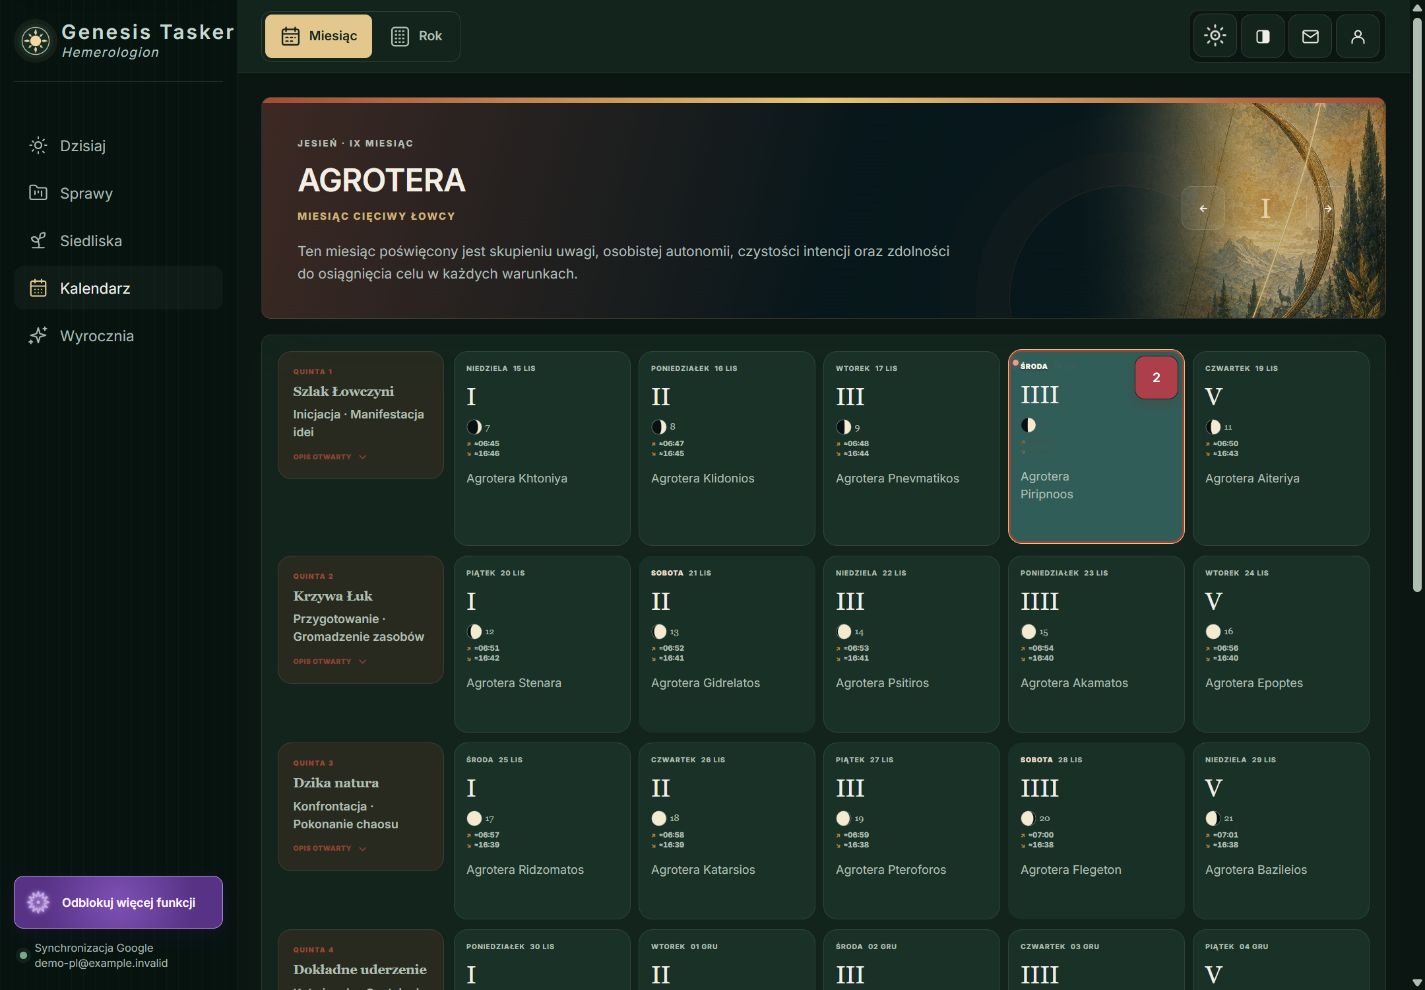 Genesis Tasker
Hemerologion
Dzisiaj
Sprawy
Siedliska
Kalendarz
Wyrocznia
Odblokuj więcej funkcji
Synchronizacja Google
demo-pl@example.invalid
Miesiąc
Rok
JESIEŃ · IX MIESIĄC
AGROTERA
MIESIĄC CIĘCIWY ŁOWCY
Ten miesiąc poświęcony jest skupieniu uwagi, osobistej autonomii, czystości intencji oraz zdolności
do osiągnięcia celu w każdych warunkach.
← I →
QUINTA 1
Szlak Łowczyni
Inicjacja · Manifestacja
idei
OPIS OTWARTY
NIEDZIELA 15 LIS
I
7
≈06:45
≈16:46
Agrotera Khtoniya
PONIEDZIAŁEK 16 LIS
II
8
≈06:47
≈16:45
Agrotera Klidonios
WTOREK 17 LIS
III
9
≈06:48
≈16:44
Agrotera Pnevmatikos
ŚRODA
2
IIII
Agrotera
Piripnoos
CZWARTEK 19 LIS
V
11
≈06:50
≈16:43
Agrotera Aiteriya
QUINTA 2
Krzywa Łuk
Przygotowanie ·
Gromadzenie zasobów
OPIS OTWARTY
PIĄTEK 20 LIS
I
12
≈06:51
≈16:42
Agrotera Stenara
SOBOTA 21 LIS
II
13
≈06:52
≈16:41
Agrotera Gidrelatos
NIEDZIELA 22 LIS
III
14
≈06:53
≈16:41
Agrotera Psitiros
PONIEDZIAŁEK 23 LIS
IIII
15
≈06:54
≈16:40
Agrotera Akamatos
WTOREK 24 LIS
V
16
≈06:56
≈16:40
Agrotera Epoptes
QUINTA 3
Dzika natura
Konfrontacja ·
Pokonanie chaosu
OPIS OTWARTY
ŚRODA 25 LIS
I
17
≈06:57
≈16:39
Agrotera Ridzomatos
CZWARTEK 26 LIS
II
18
≈06:58
≈16:39
Agrotera Katarsios
PIĄTEK 27 LIS
III
19
≈06:59
≈16:38
Agrotera Pteroforos
SOBOTA 28 LIS
IIII
20
≈07:00
≈16:38
Agrotera Flegeton
NIEDZIELA 29 LIS
V
21
≈07:01
≈16:38
Agrotera Bazileios
QUINTA 4
Dokładne uderzenie
PONIEDZIAŁEK 30 LIS
I
WTOREK 01 GRU
II
ŚRODA 02 GRU
III
CZWARTEK 03 GRU
IIII
PIĄTEK 04 GRU
V